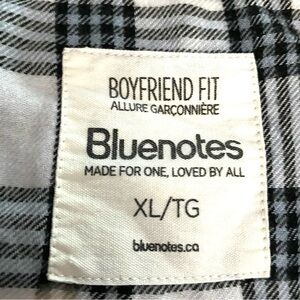 BOYFRIEND FIT
ALLURE GARÇONNIÈRE
Bluenotes
MADE FOR ONE, LOVED BY ALL
XL/TG
bluenotes.ca